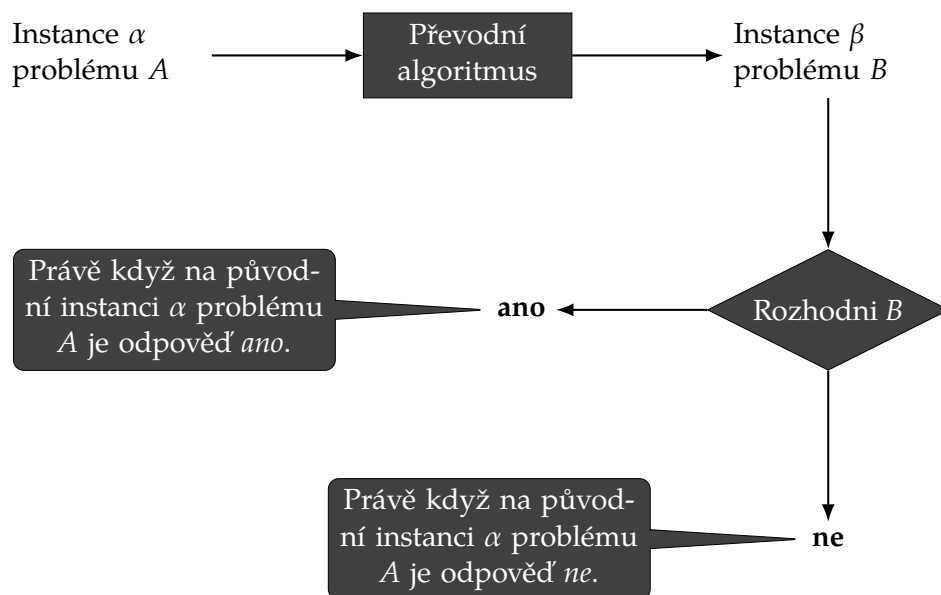 Instance α
problému A
Převodní
algoritmus
Instance β
problému B
Právě když na původ-
ní instanci α problému
A je odpověď ano.
ano
Rozhodni B
Právě když na původ-
ní instanci α problému
A je odpověď ne.
ne